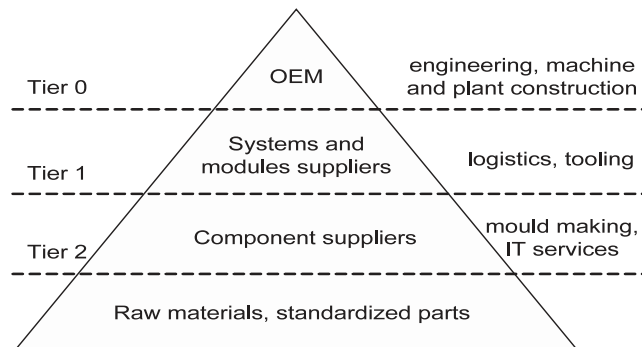 Tier 0
OEM
engineering, machine
and plant construction
Tier 1
Systems and
modules suppliers
logistics, tooling
Tier 2
Component suppliers
mould making,
IT services
Raw materials, standardized parts